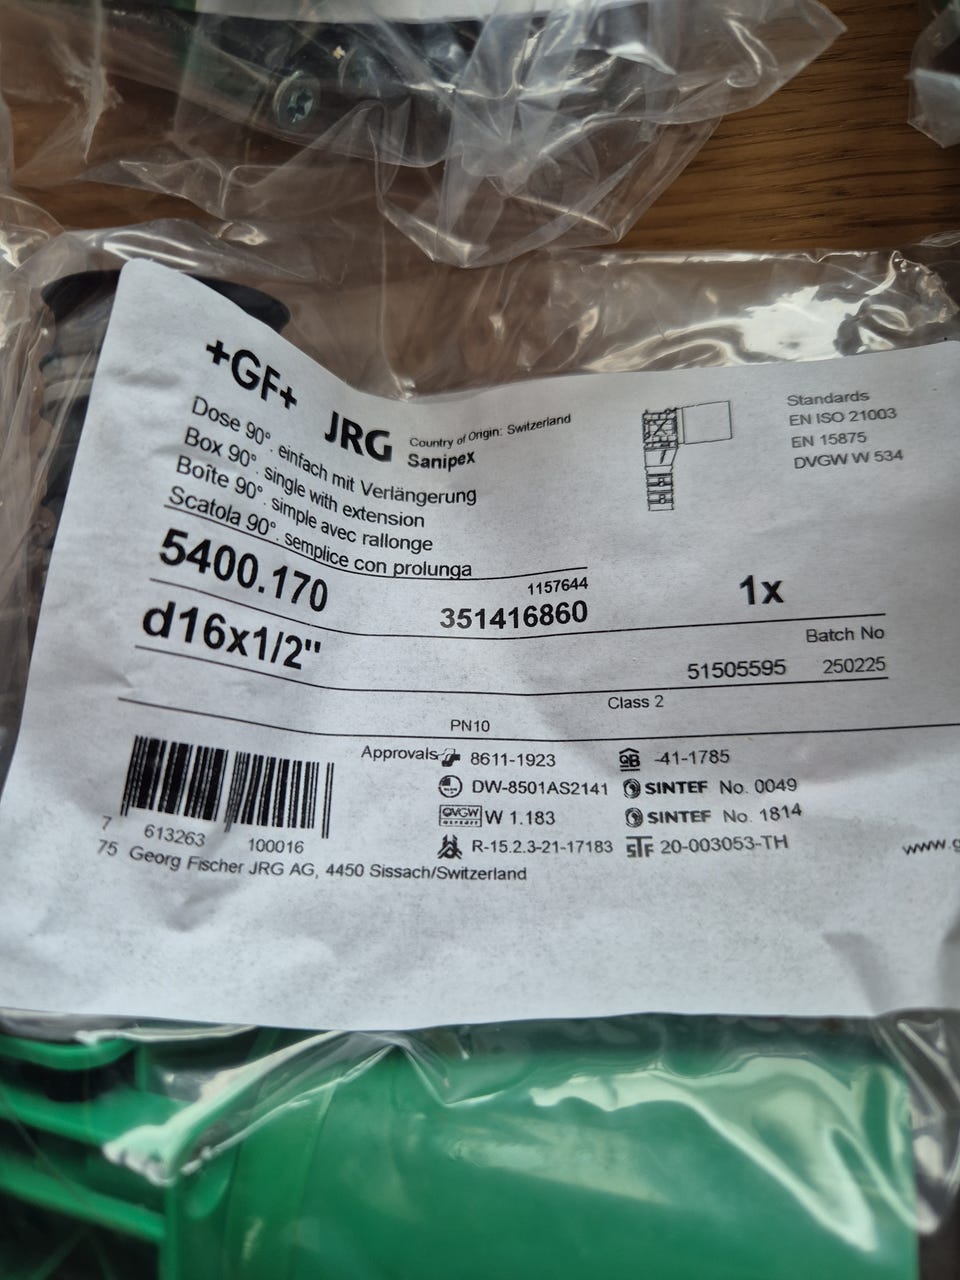 +GF+ JRG
Country of Origin: Switzerland
Sanipex
Dose 90°. einfach mit Verlängerung
Box 90°. single with extension
Boîte 90°. simple avec rallonge
Scatola 90°. semplice con prolunga
Standards
EN ISO 21003
EN 15875
DVGW W 534
5400.170
1157644
351416860
1x
d16x1/2"
Batch No
51505595 250225
Class 2
PN10
Approvals
8611-1923
DW-8501AS2141
DVGW W 1.183
R-15.2.3-21-17183
QB -41-1785
SINTEF No. 0049
SINTEF No. 1814
STF 20-003053-TH
7 613263 100016
75 Georg Fischer JRG AG, 4450 Sissach/Switzerland
www.g